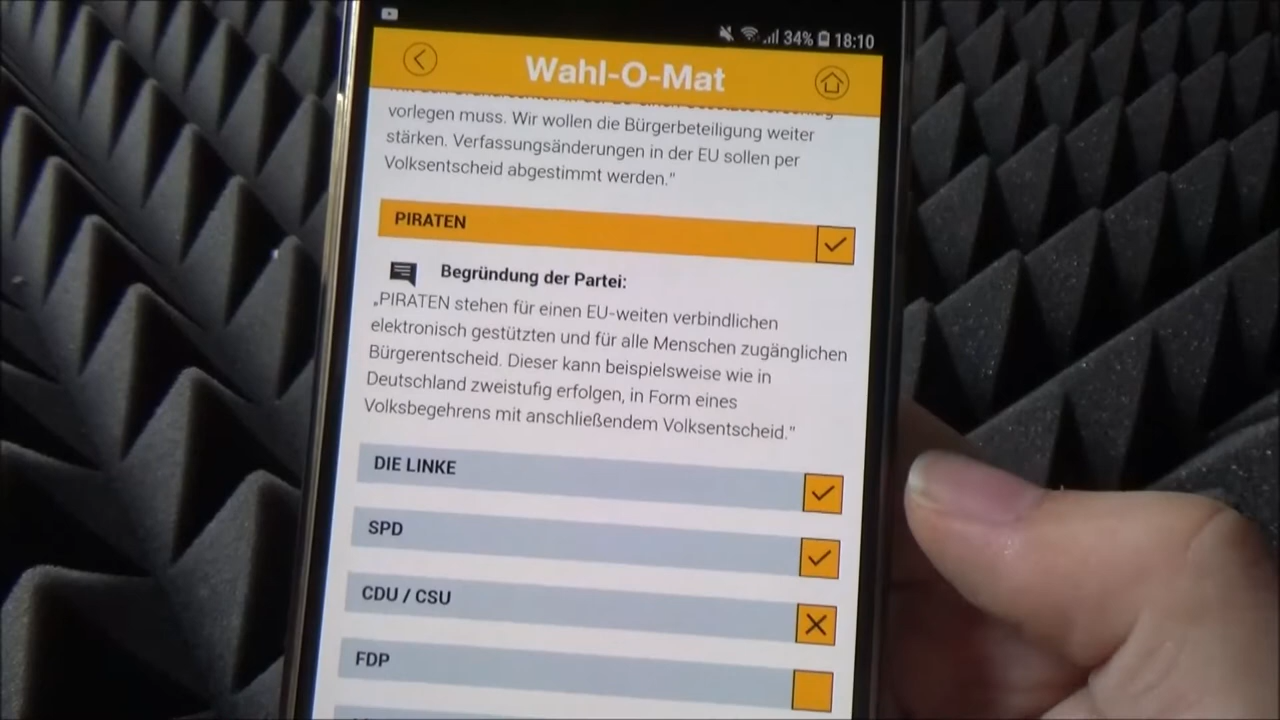 34% 18:10
Wahl-O-Mat
vorlegen muss. Wir wollen die Bürgerbeteiligung weiter
stärken. Verfassungsänderungen in der EU sollen per
Volksentscheid abgestimmt werden."
PIRATEN
Begründung der Partei:
„PIRATEN stehen für einen EU-weiten verbindlichen
elektronisch gestützten und für alle Menschen zugänglichen
Bürgerentscheid. Dieser kann beispielsweise wie in
Deutschland zweistufig erfolgen, in Form eines
Volksbegehrens mit anschließendem Volksentscheid."
DIE LINKE
SPD
CDU / CSU
FDP